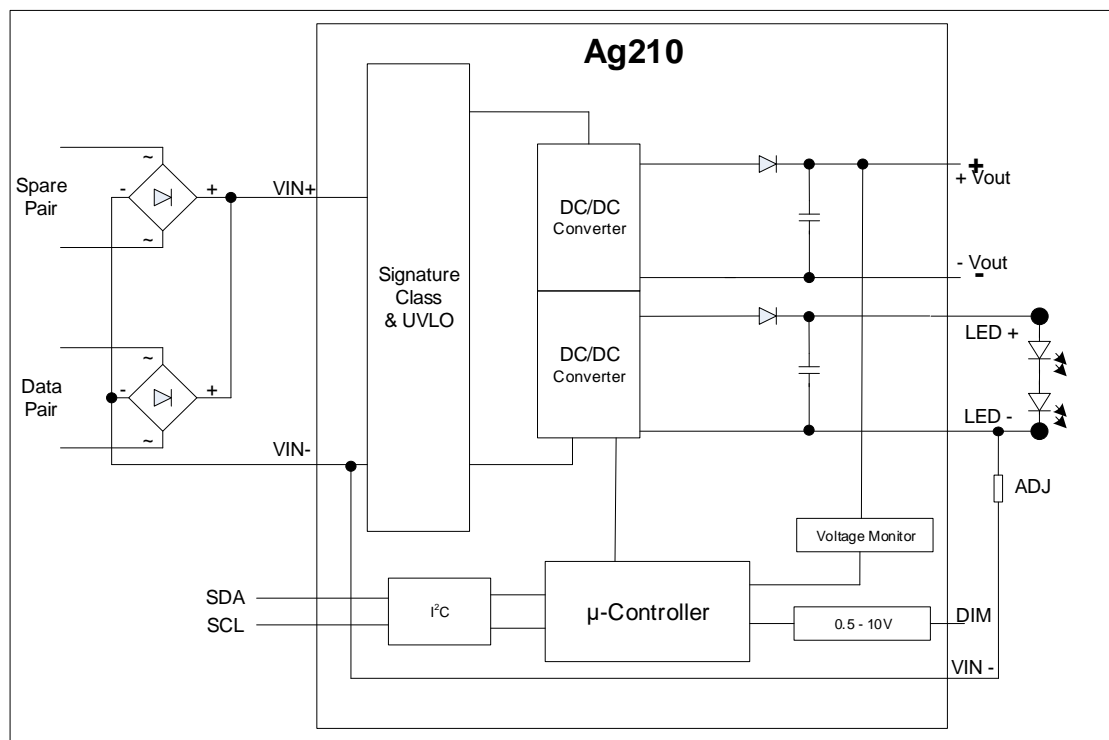 Ag210
~
Spare
Pair
-
+
~
VIN+
Signature
Class
& UVLO
DC/DC
Converter
+
+ Vout
- Vout
-
DC/DC
Converter
LED +
LED -
~
Data
Pair
-
+
~
VIN-
ADJ
Voltage Monitor
SDA
SCL
I²C
µ-Controller
0.5 - 10V
DIM
VIN -